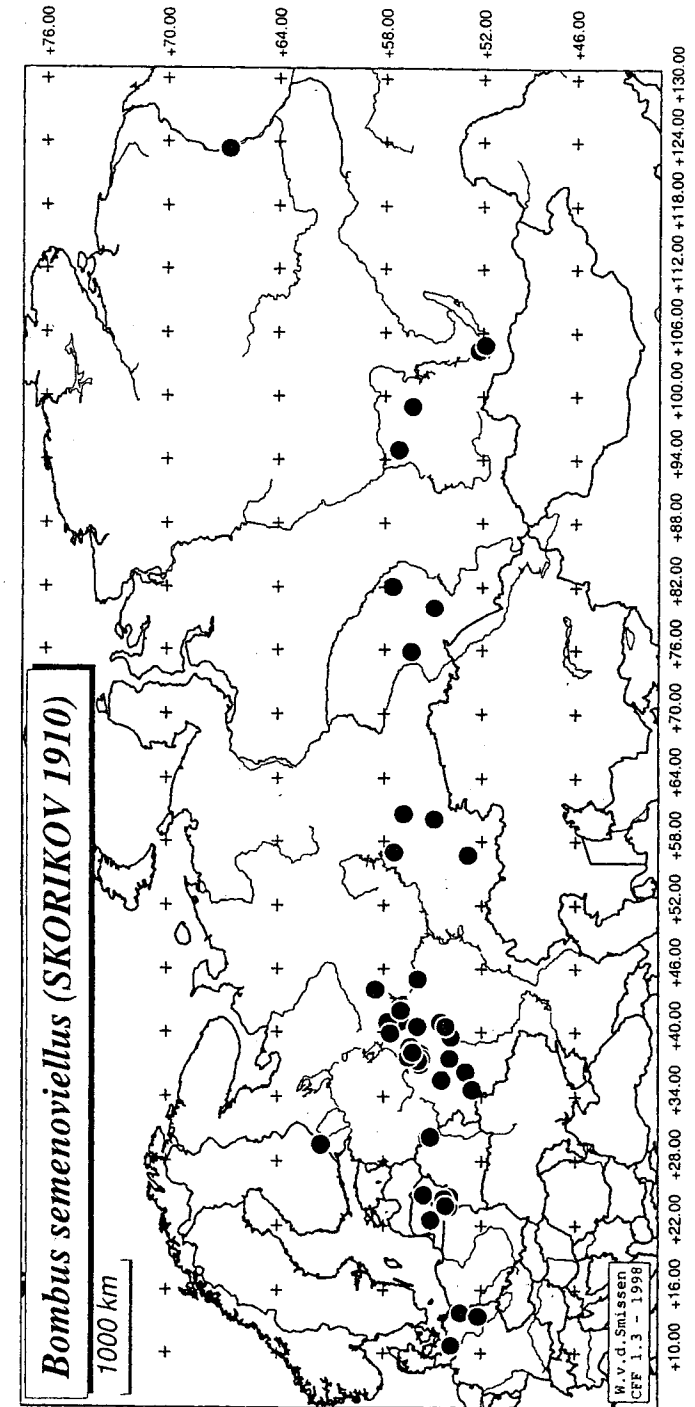 Bombus semenoviellus (SKORIKOV 1910)
1000 km
W.v.d.Smissen
CFF 1.3 - 1998
+76.00
+70.00
+64.00
+58.00
+52.00
+46.00
+10.00 +16.00 +22.00 +28.00 +34.00 +40.00 +46.00 +52.00 +58.00 +64.00 +70.00 +76.00 +82.00 +88.00 +94.00 +100.00 +106.00 +112.00 +118.00 +124.00 +130.00